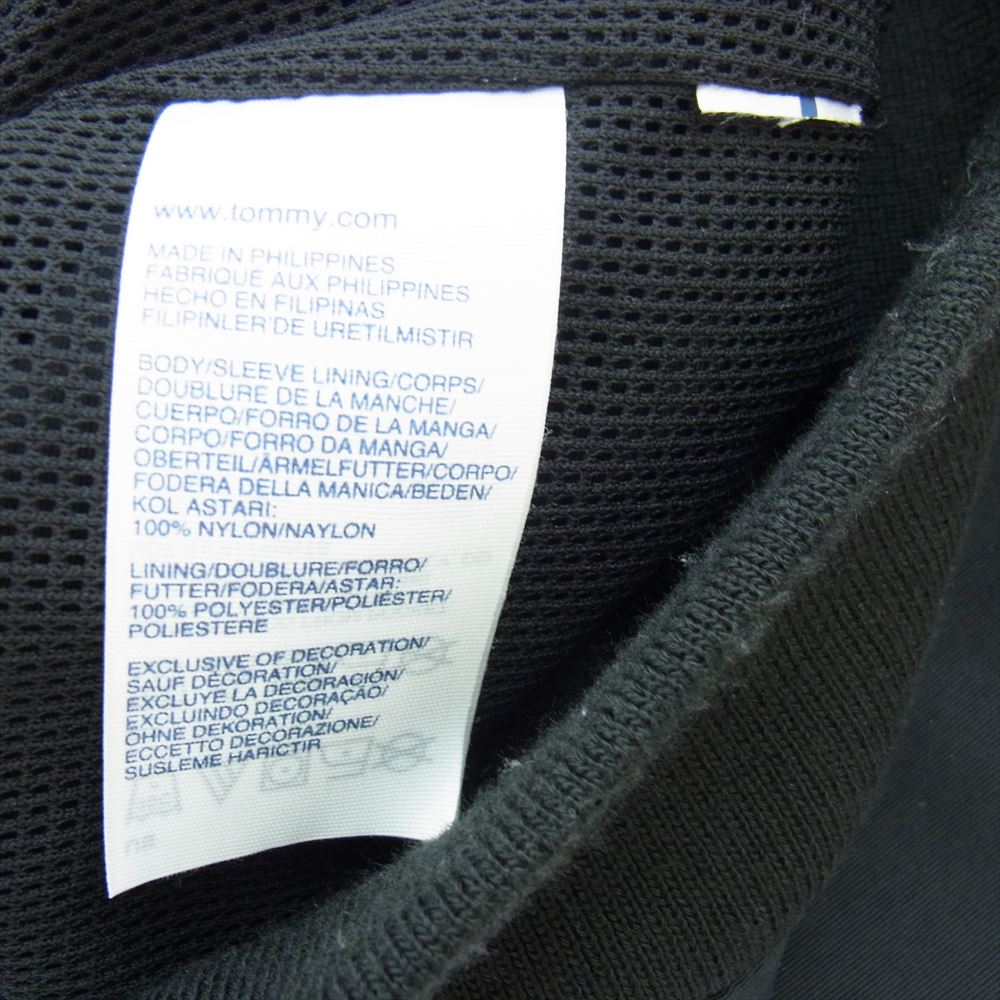 www.tommy.com
MADE IN PHILIPPINES
FABRIQUÉ AUX PHILIPPINES
HECHO EN FILIPINAS
FILIPINLER'DE URETILMISTIR
BODY/SLEEVE LINING/CORPS/
DOUBLURE DE LA MANCHE/
CUERPO/FORRO DE LA MANGA/
CORPO/FORRO DA MANGA/
OBERTEIL/ÄRMELFUTTER/CORPO/
FODERA DELLA MANICA/BEDEN/
KOL ASTARI:
100% NYLON/NAYLON
LINING/DOUBLURE/FORRO/
FUTTER/FODERA/ASTAR:
100% POLYESTER/POLIÉSTER/
POLIESTERE
EXCLUSIVE OF DECORATION/
SAUF DÉCORATION/
EXCLUYE LA DECORACIÓN/
EXCLUINDO DECORAÇÃO/
OHNE DEKORATION/
ECCETTO DECORAZIONE/
SUSLEME HARICTIR